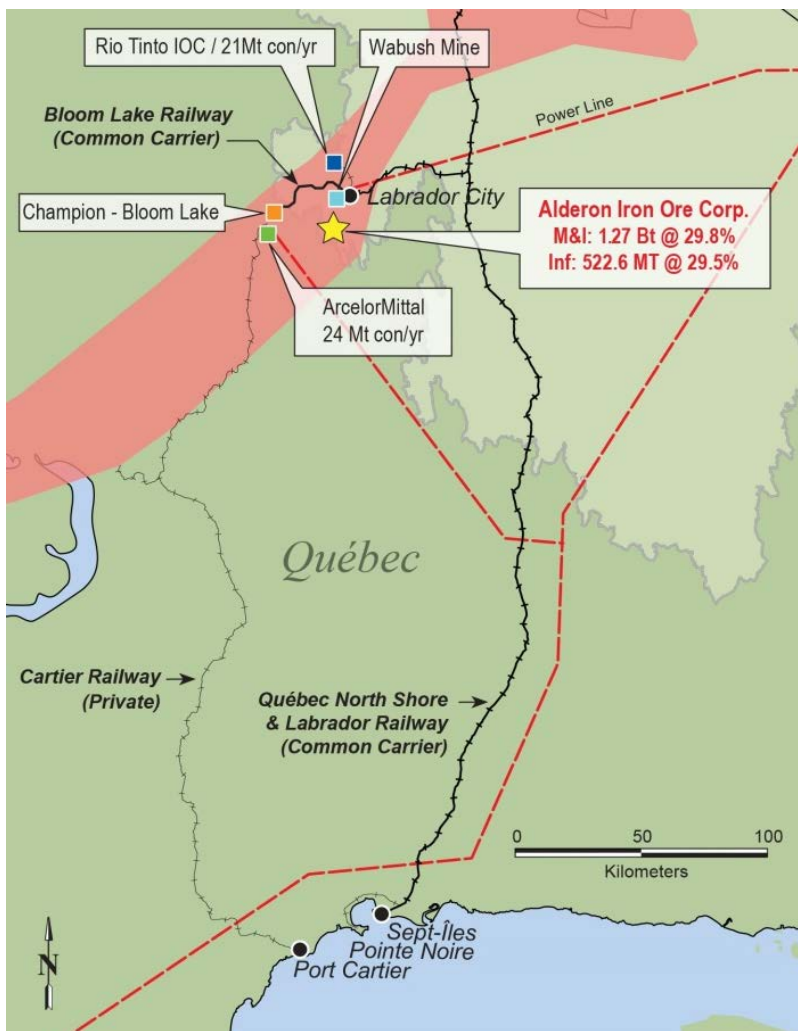 Rio Tinto IOC / 21Mt con/yr
Wabush Mine
Bloom Lake Railway
(Common Carrier)
Power Line
Champion - Bloom Lake
Labrador City
Alderon Iron Ore Corp.
M&I: 1.27 Bt @ 29.8%
Inf: 522.6 MT @ 29.5%
ArcelorMittal
24 Mt con/yr
Québec
Cartier Railway
(Private)
Québec North Shore
& Labrador Railway
(Common Carrier)
0 50 100
Kilometers
Sept-Îles
Pointe Noire
Port Cartier
N